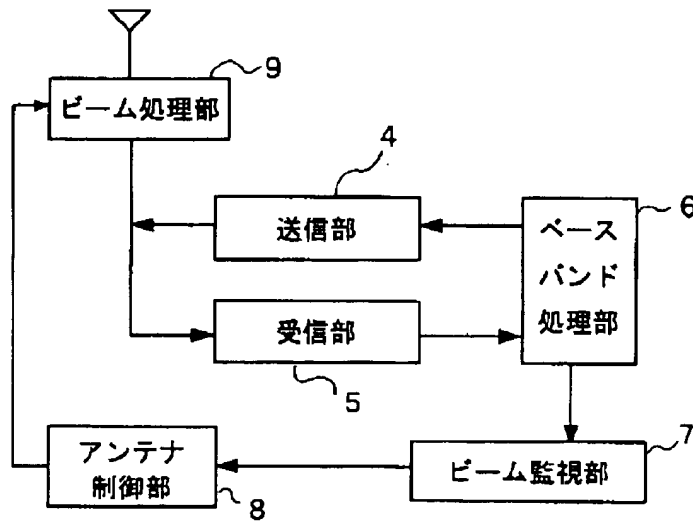 9
ビーム処理部
4
送信部
6
ベース
バンド
処理部
受信部
5
アンテナ
制御部
8
7
ビーム監視部